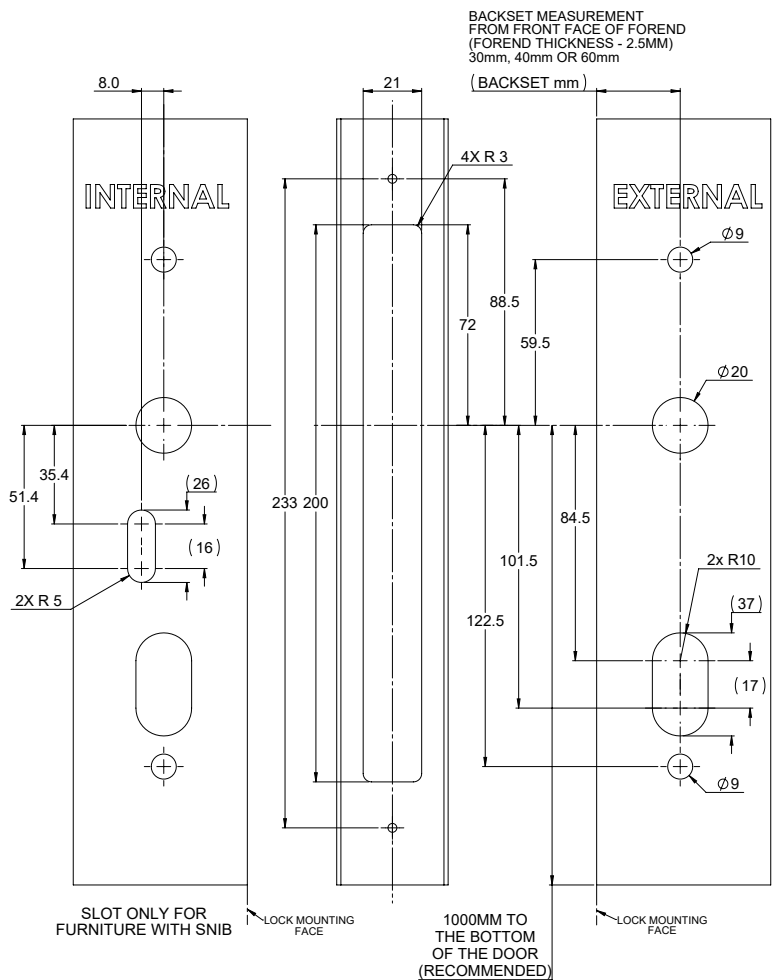 BACKSET MEASUREMENT
FROM FRONT FACE OF FOREND
(FOREND THICKNESS - 2.5MM)
30mm, 40mm OR 60mm
(BACKSET mm)
8.0
21
4X R 3
INTERNAL
EXTERNAL
Ø9
88.5
72
59.5
Ø20
35.4
51.4
(26)
(16)
233
200
84.5
101.5
122.5
2X R 5
2x R10
(37)
(17)
Ø9
SLOT ONLY FOR
FURNITURE WITH SNIB
LOCK MOUNTING
FACE
1000MM TO
THE BOTTOM
OF THE DOOR
(RECOMMENDED)
LOCK MOUNTING
FACE